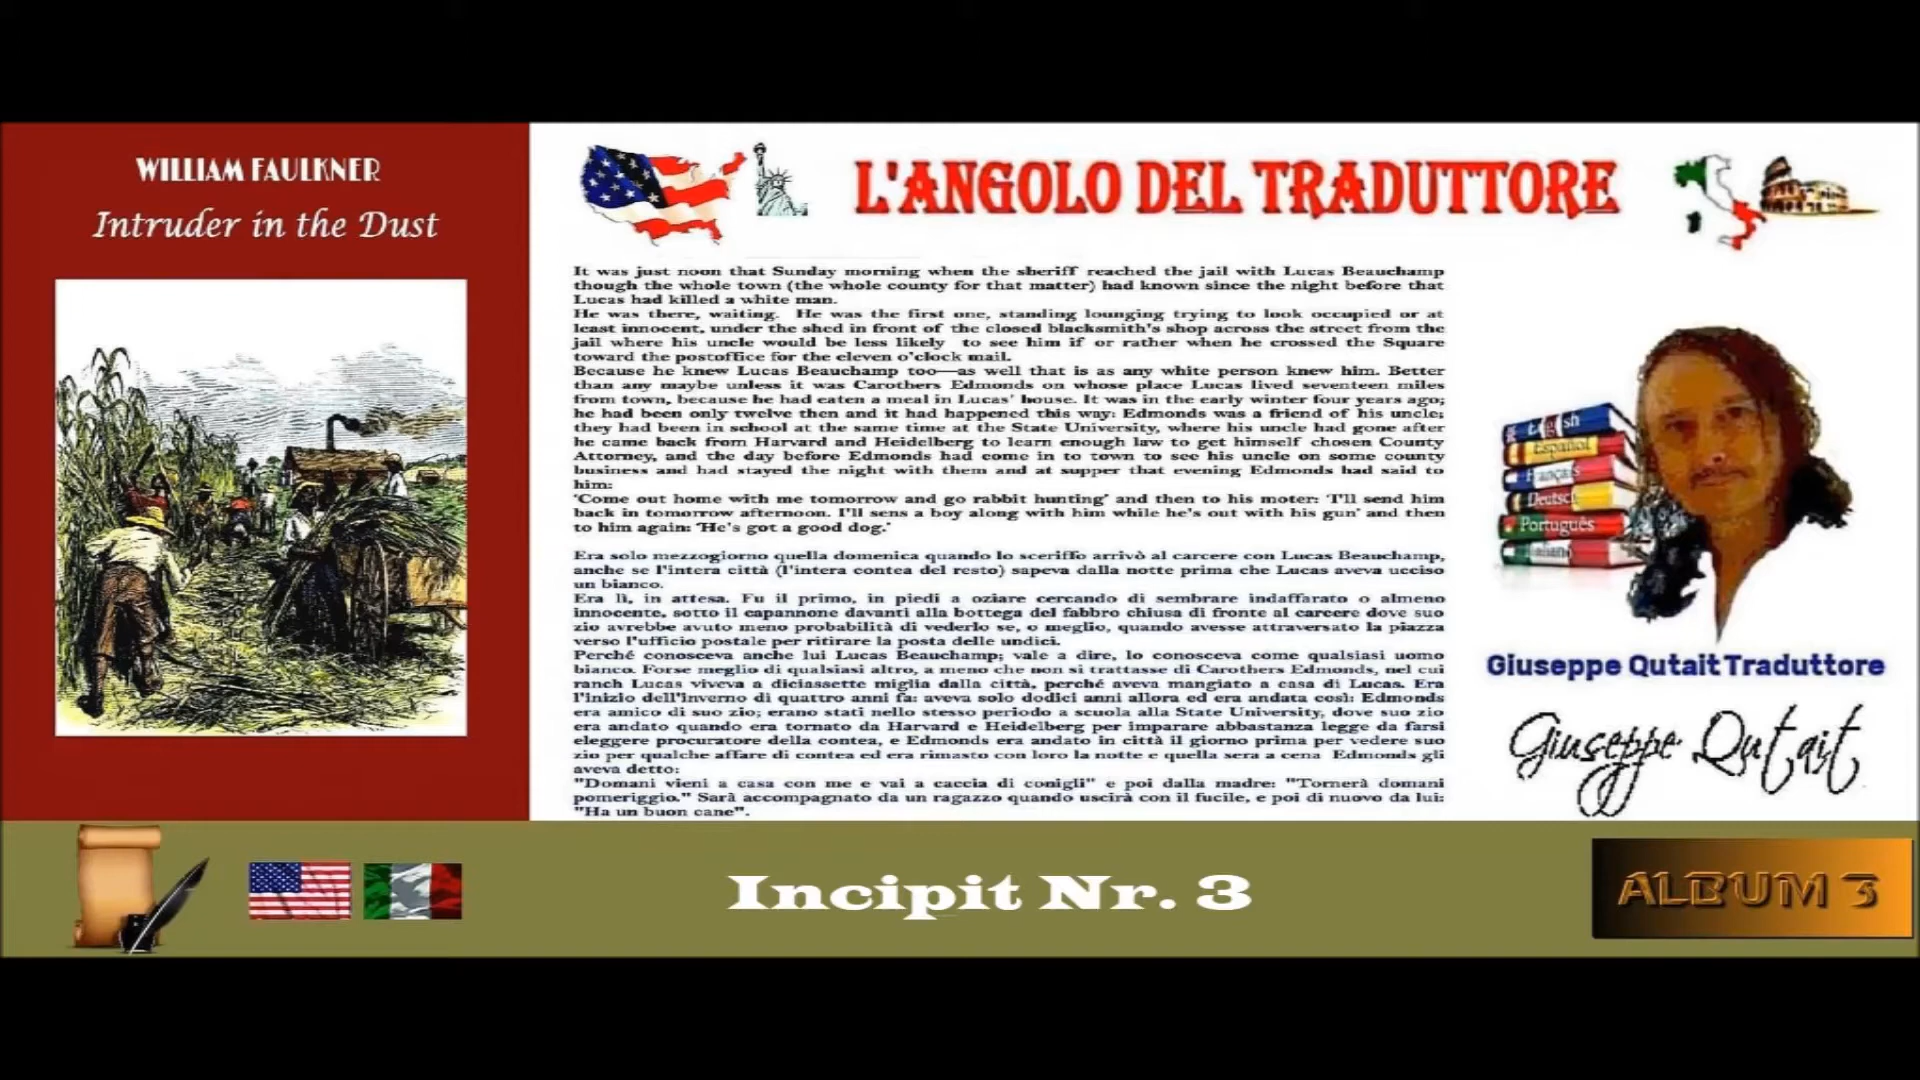 WILLIAM FAULKNER
Intruder in the Dust
L'ANGOLO DEL TRADUTTORE
It was just noon that Sunday morning when the sheriff reached the jail with Lucas Beauchamp
though the whole town (the whole county for that matter) had known since the night before that
Lucas had killed a white man.
He was there, waiting. He was the first one, standing lounging trying to look occupied or at
least innocent, under the shed in front of the closed blacksmith's shop across the street from the
jail where his uncle would be less likely to see him if or rather when he crossed the Square
toward the postoffice for the eleven o'clock mail.
Because he knew Lucas Beauchamp too—as well that is as any white person knew him. Better
than any maybe unless it was Carothers Edmonds on whose place Lucas lived seventeen miles
from town, because he had eaten a meal in Lucas' house. It was in the early winter four years ago;
he had been only twelve then and it had happened this way: Edmonds was a friend of his uncle;
they had been in school at the same time at the State University, where his uncle had gone after
he came back from Harvard and Heidelberg to learn enough law to get himself chosen County
Attorney, and the day before Edmonds had come in to town to see his uncle on some county
business and had stayed the night with them and at supper that evening Edmonds had said to
him:
'Come out home with me tomorrow and go rabbit hunting' and then to his moter: 'I'll send him
back in tomorrow afternoon. I'll sens a boy along with him while he's out with his gun' and then
to him again: 'He's got a good dog.'
Era solo mezzogiorno quella domenica quando lo sceriffo arrivò al carcere con Lucas Beauchamp,
anche se l'intera città (l'intera contea del resto) sapeva dalla notte prima che Lucas aveva ucciso
un bianco.
Era lì, in attesa. Fu il primo, in piedi a oziare cercando di sembrare indaffarato o almeno
innocente, sotto il capannone davanti alla bottega del fabbro chiusa di fronte al carcere dove suo
zio avrebbe avuto meno probabilità di vederlo se, o meglio, quando avesse attraversato la piazza
verso l'ufficio postale per ritirare la posta delle undici.
Perché conosceva anche lui Lucas Beauchamp; vale a dire, lo conosceva come qualsiasi uomo
bianco. Forse meglio di qualsiasi altro, a meno che non si trattasse di Carothers Edmonds, nel cui
ranch Lucas viveva a diciassette miglia dalla città, perché aveva mangiato a casa di Lucas. Era
l'inizio dell'inverno di quattro anni fa: aveva solo dodici anni allora ed era andata così: Edmonds
era amico di suo zio; erano stati nello stesso periodo a scuola alla State University, dove suo zio
era andato quando era tornato da Harvard e Heidelberg per imparare abbastanza legge da farsi
eleggere procuratore della contea, e Edmonds era andato in città il giorno prima per vedere suo
zio per qualche affare di contea ed era rimasto con loro la notte e quella sera a cena Edmonds gli
aveva detto:
"Domani vieni a casa con me e vai a caccia di conigli" e poi dalla madre: "Tornerà domani
pomeriggio." Sarà accompagnato da un ragazzo quando uscirà con il fucile, e poi di nuovo da lui:
"Ha un buon cane".
English
Español
Français
Deutsch
Português
Giuseppe Qutait Traduttore
Giuseppe Qutait
Incipit Nr. 3
ALBUM 3